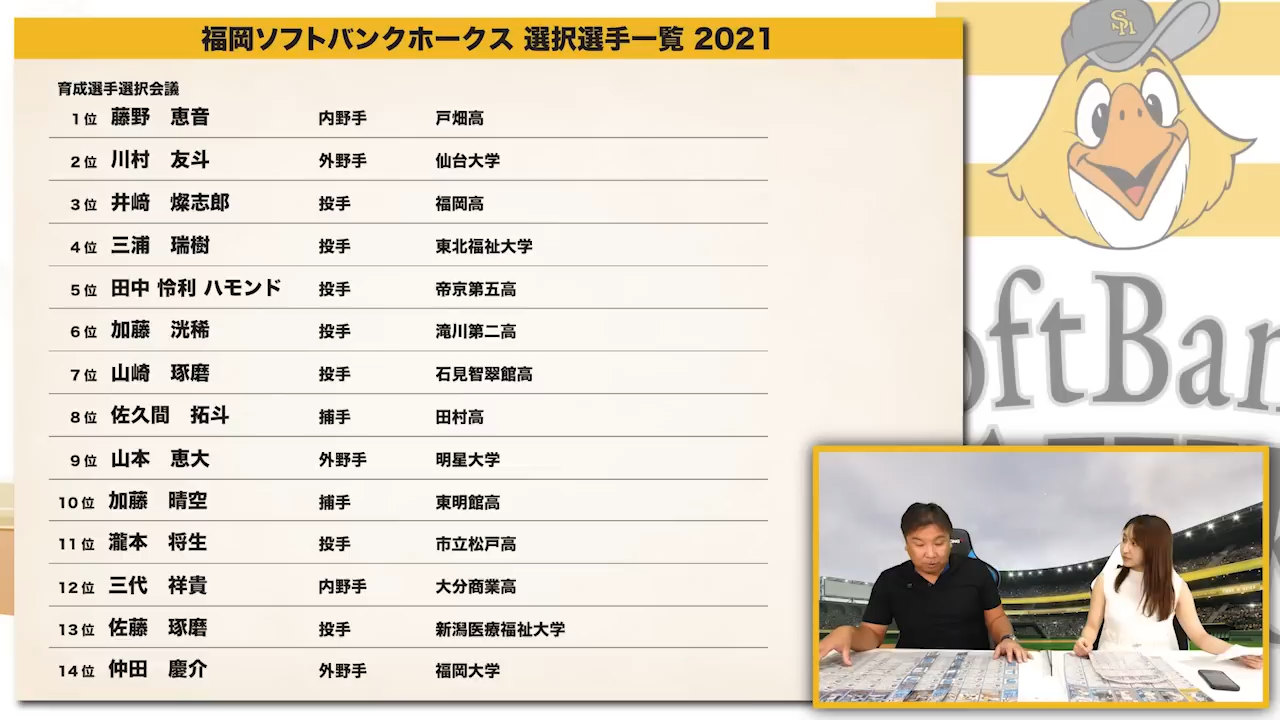 福岡ソフトバンクホークス 選択選手一覧 2021
育成選手選択会議
1位 藤野 恵音 内野手 戸畑高
2位 川村 友斗 外野手 仙台大学
3位 井﨑 燦志郎 投手 福岡高
4位 三浦 瑞樹 投手 東北福祉大学
5位 田中 怜利 ハモンド 投手 帝京第五高
6位 加藤 洸稀 投手 滝川第二高
7位 山崎 琢磨 投手 石見智翠館高
8位 佐久間 拓斗 捕手 田村高
9位 山本 恵大 外野手 明星大学
10位 加藤 晴空 捕手 東明館高
11位 瀧本 将生 投手 市立松戸高
12位 三代 祥貴 内野手 大分商業高
13位 佐藤 琢磨 投手 新潟医療福祉大学
14位 仲田 慶介 外野手 福岡大学
SH
oftBan